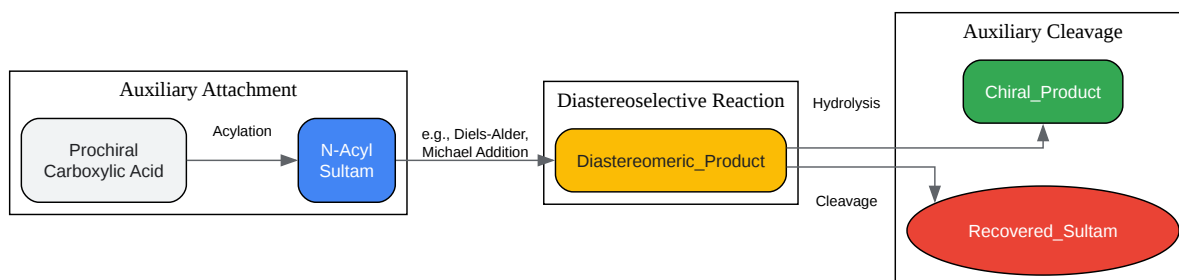 Auxiliary Attachment
Prochiral
Carboxylic Acid
Acylation
N-Acyl
Sultam
e.g., Diels-Alder,
Michael Addition
Diastereoselective Reaction
Diastereomeric_Product
Hydrolysis
Cleavage
Auxiliary Cleavage
Chiral_Product
Recovered_Sultam